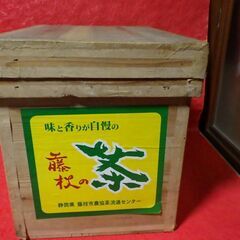 味と香りが自慢の
藤枝の
茶
静岡県 藤枝市農協茶流通センター